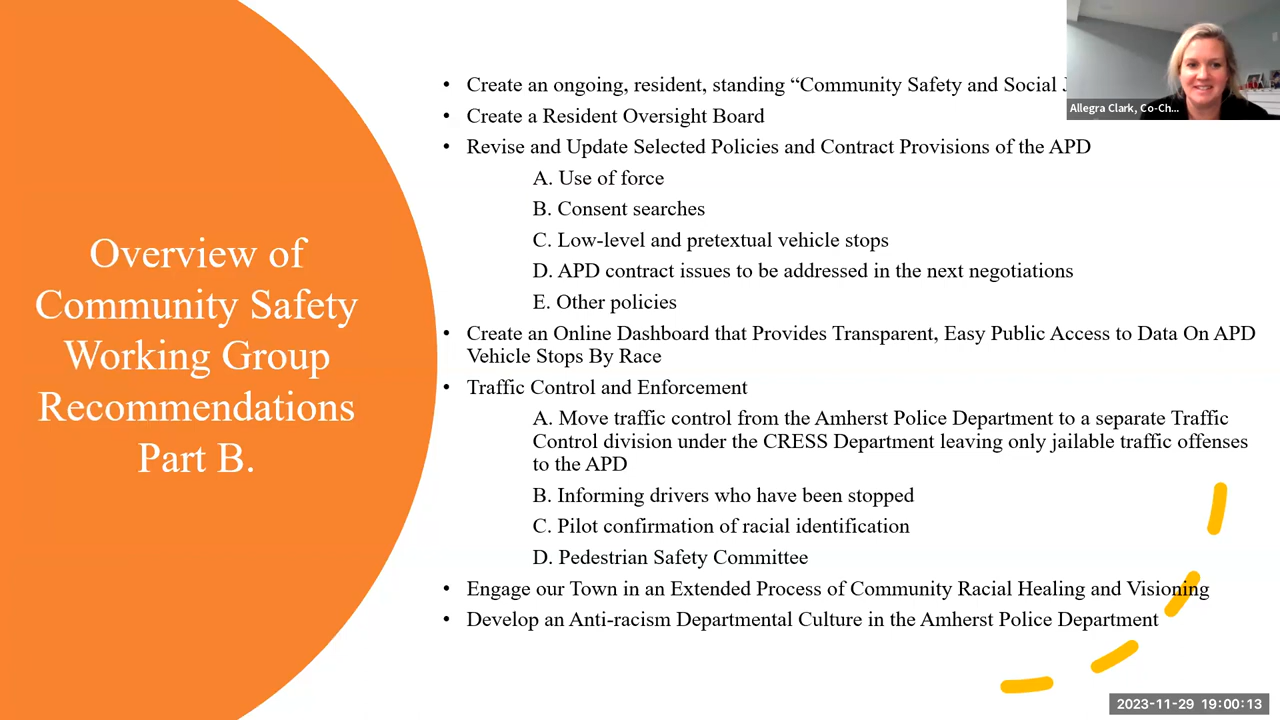 Overview of
Community Safety
Working Group
Recommendations
Part B.
• Create an ongoing, resident, standing “Community Safety and Social
• Create a Resident Oversight Board
• Revise and Update Selected Policies and Contract Provisions of the APD
A. Use of force
B. Consent searches
C. Low-level and pretextual vehicle stops
D. APD contract issues to be addressed in the next negotiations
E. Other policies
• Create an Online Dashboard that Provides Transparent, Easy Public Access to Data On APD
Vehicle Stops By Race
• Traffic Control and Enforcement
A. Move traffic control from the Amherst Police Department to a separate Traffic
Control division under the CRESS Department leaving only jailable traffic offenses
to the APD
B. Informing drivers who have been stopped
C. Pilot confirmation of racial identification
D. Pedestrian Safety Committee
• Engage our Town in an Extended Process of Community Racial Healing and Visioning
• Develop an Anti-racism Departmental Culture in the Amherst Police Department
Allegra Clark, Co-Ch...
2023-11-29 19:00:13